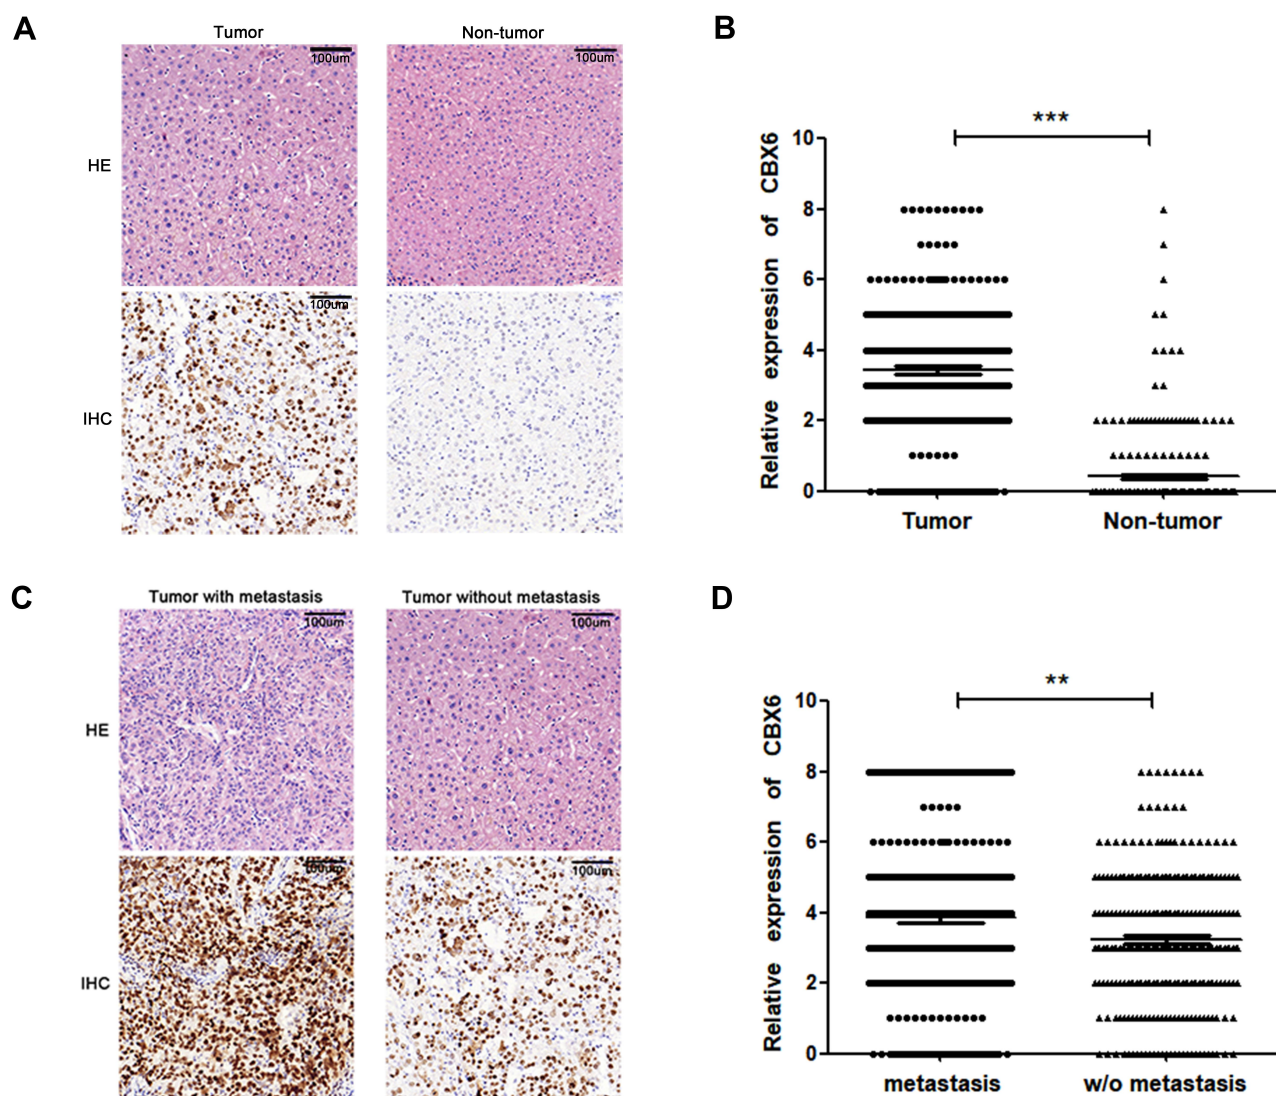 A
Tumor
Non-tumor
100um
100um
HE
100um
IHC
B
***
Relative expression of CBX6
10
8
6
4
2
0
Tumor
Non-tumor
C
Tumor with metastasis
Tumor without metastasis
100um
100um
HE
100um
100um
IHC
D
**
Relative expression of CBX6
10
8
6
4
2
0
metastasis
w/o metastasis